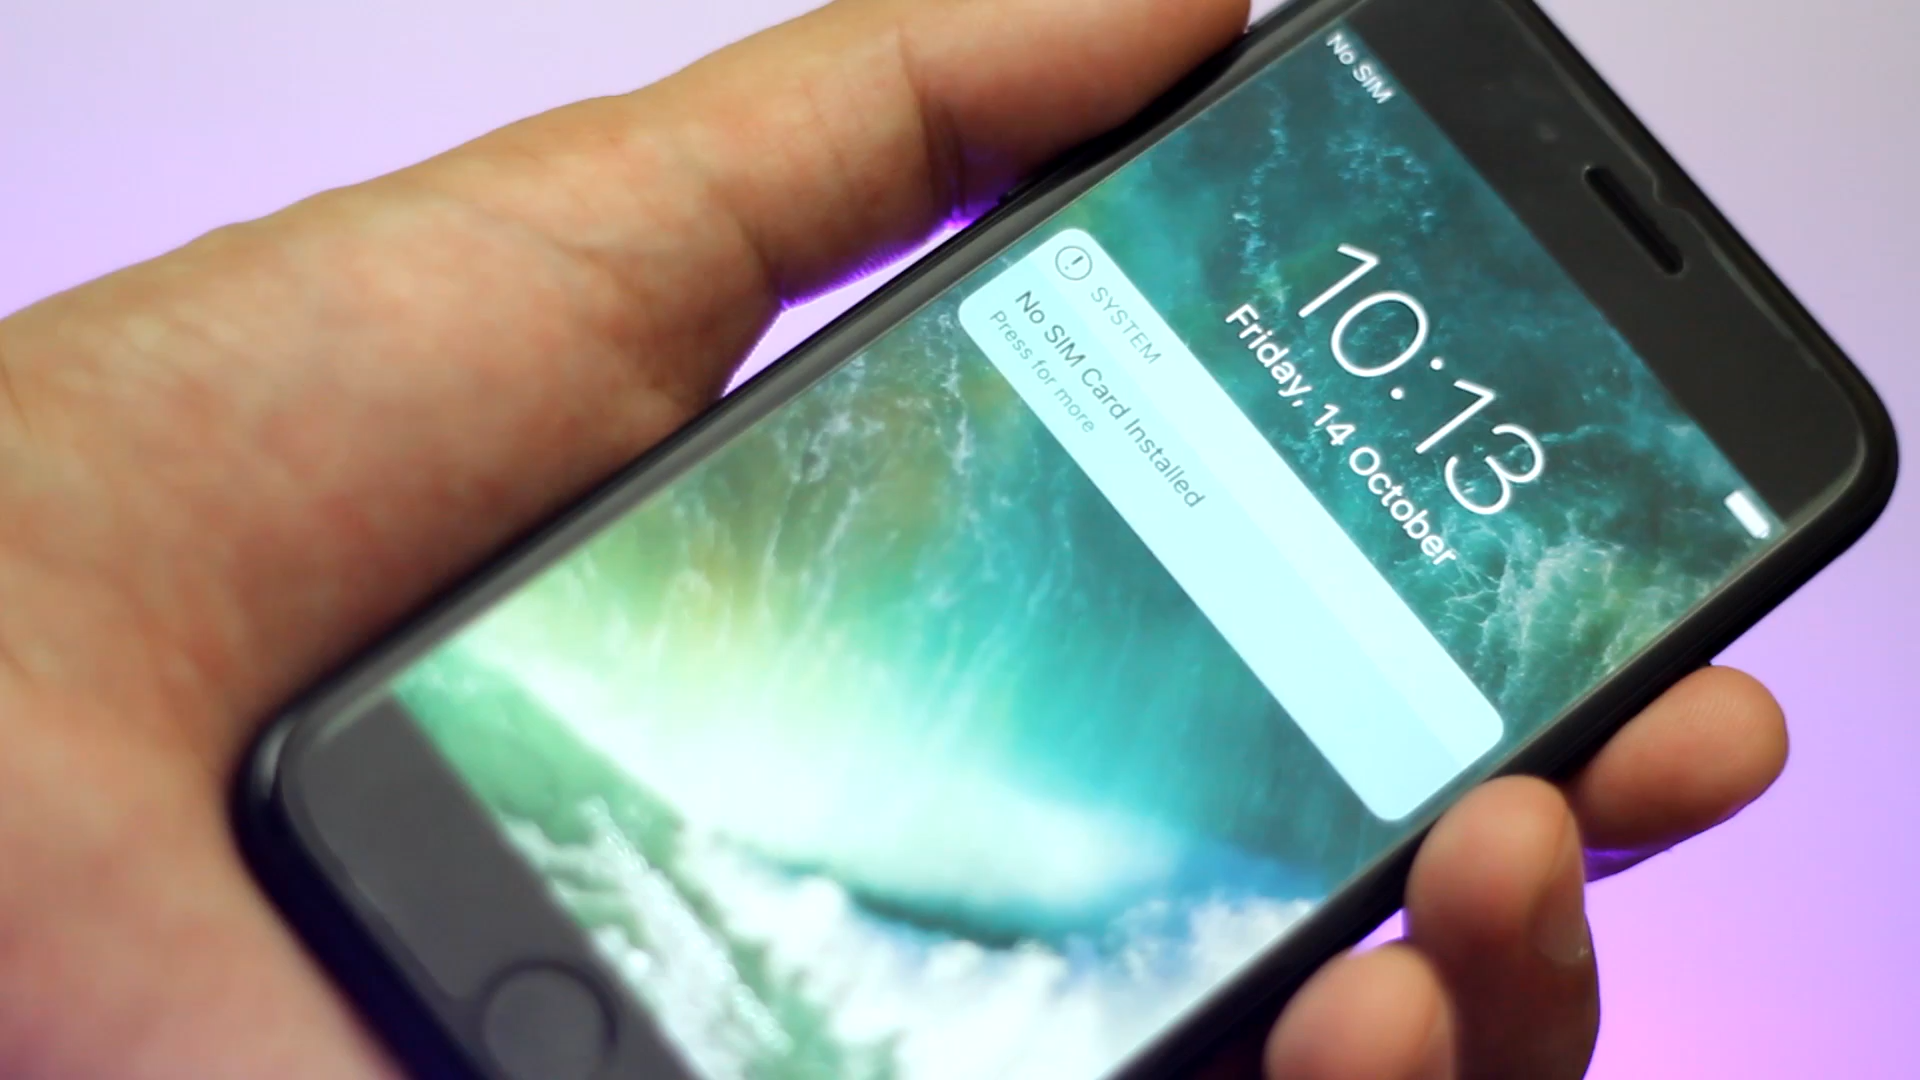 No SIM
10:13
Friday, 14 October
SYSTEM
No SIM Card Installed
Press for more